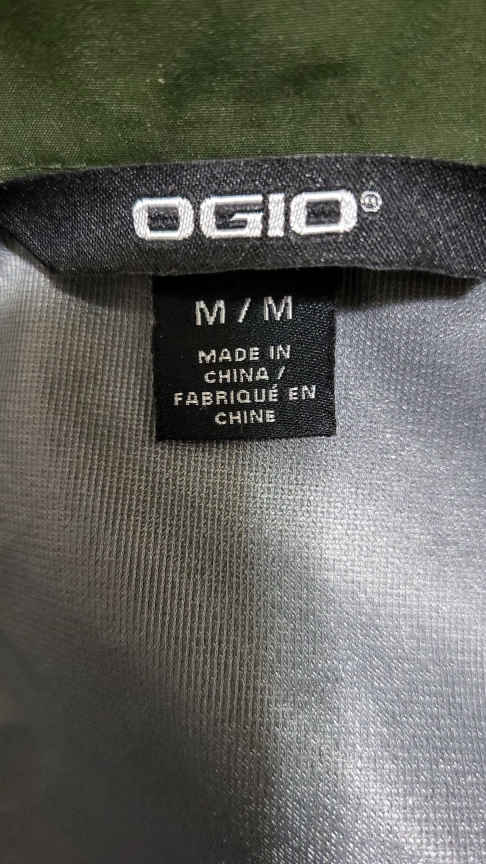 OGIO®
M / M
MADE IN
CHINA /
FABRIQUÉ EN
CHINE